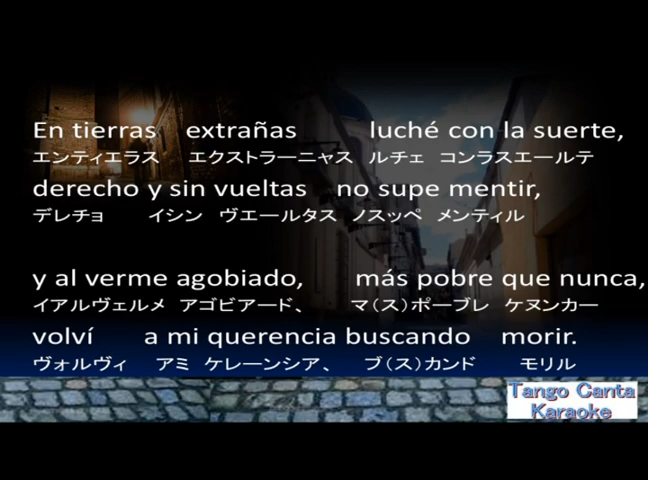 En tierras extrañas luché con la suerte,
エンティエラス エクストラーニャス ルチェ コンラスエールテ
derecho y sin vueltas no supe mentir,
デレチョ イシン ヴエールタス ノスッペ メンティル
y al verme agobiado, más pobre que nunca,
イアルヴェルメ アゴビアード、 マ（ス）ポーブレ ケヌンカー
volví a mi querencia buscando morir.
ヴォルヴィ アミ ケレーンシア、 ブ（ス）カンド モリル
Tango Canta
Karaoke